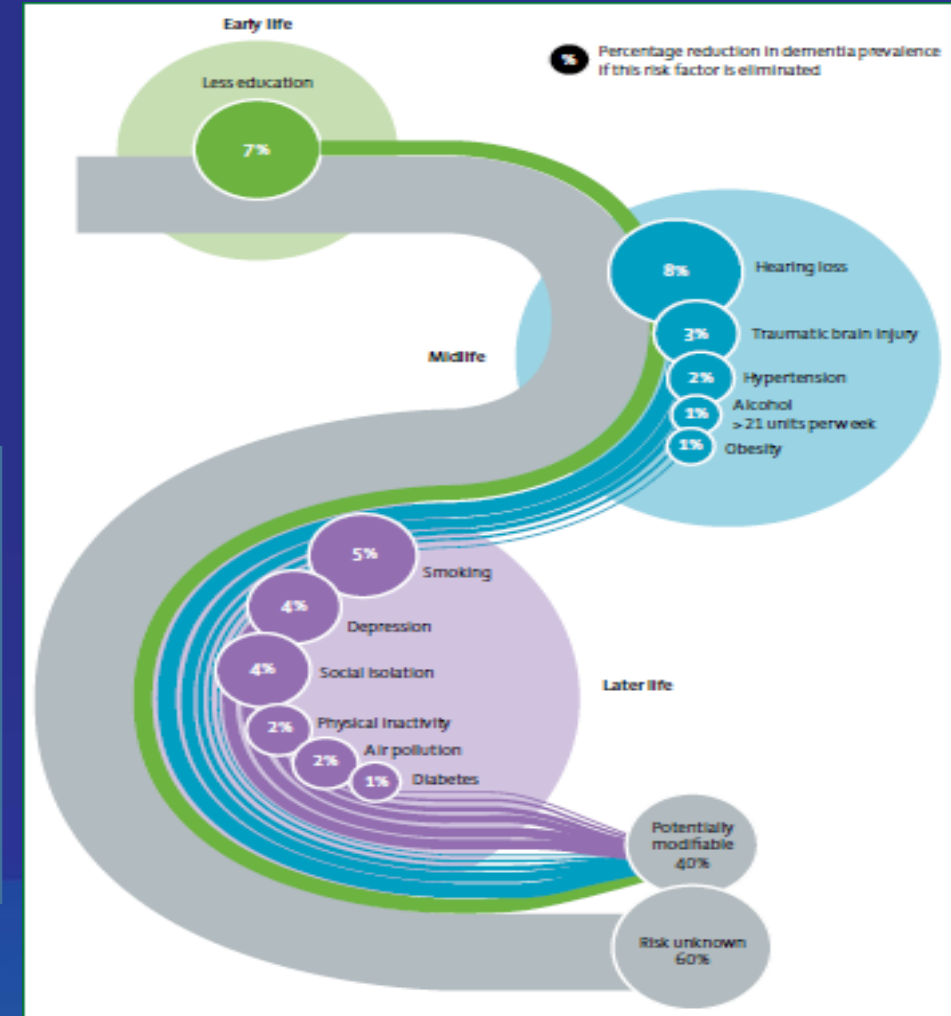 Early life
% Percentage reduction in dementia prevalence
if this risk factor is eliminated
Less education
7%
8% Hearing loss
3% Traumatic brain injury
Midlife
2% Hypertension
1% Alcohol
>21 units per week
1% Obesity
5% Smoking
4% Depression
4% Social isolation
Later life
2% Physical inactivity
2% Air pollution
1% Diabetes
Potentially
modifiable
40%
Risk unknown
60%